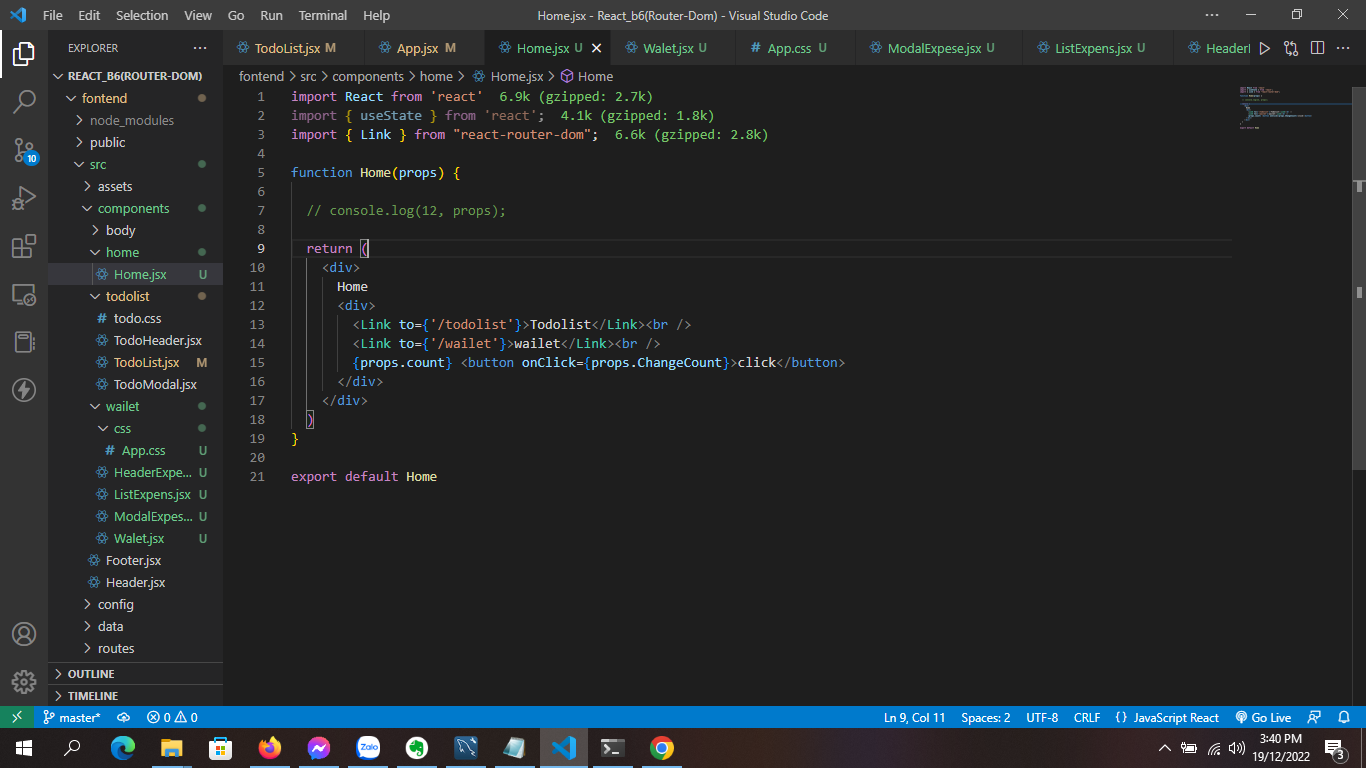 File Edit Selection View Go Run Terminal Help Home.jsx - React_b6(Router-Dom) - Visual Studio Code
EXPLORER
TodoList.jsx M App.jsx M Home.jsx U Walet.jsx U # App.css U ModalExpese.jsx U ListExpens.jsx U HeaderI
fontend > src > components > home > Home.jsx > Home
REACT_B6(ROUTER-DOM)
fontend
node_modules
public
src
assets
components
body
home
Home.jsx U
todolist
# todo.css
TodoHeader.jsx
TodoList.jsx M
TodoModal.jsx
wailet
css
# App.css U
HeaderExpe... U
ListExpens.jsx U
ModalExpes... U
Walet.jsx U
Footer.jsx
Header.jsx
config
data
routes
OUTLINE
TIMELINE
10
1 import React from 'react' 6.9k (gzipped: 2.7k)
2 import { useState } from 'react'; 4.1k (gzipped: 1.8k)
3 import { Link } from "react-router-dom"; 6.6k (gzipped: 2.8k)
4
5 function Home(props) {
6
7 // console.log(12, props);
8
9 return (
10 <div>
11 Home
12 <div>
13 <Link to={'/todolist'}>Todolist</Link><br />
14 <Link to={'/wailet'}>wailet</Link><br />
15 {props.count} <button onClick={props.ChangeCount}>click</button>
16 </div>
17 </div>
18 )
19 }
20
21 export default Home
master* 0 0 Ln 9, Col 11 Spaces: 2 UTF-8 CRLF {} JavaScript React Go Live
Zalo
3:40 PM
19/12/2022
3